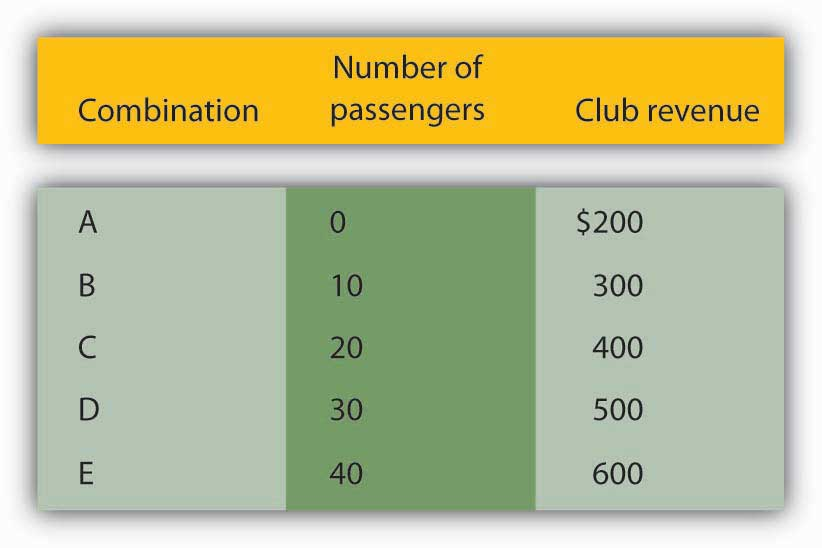 Combination Number of passengers Club revenue
A 0 $200
B 10 300
C 20 400
D 30 500
E 40 600